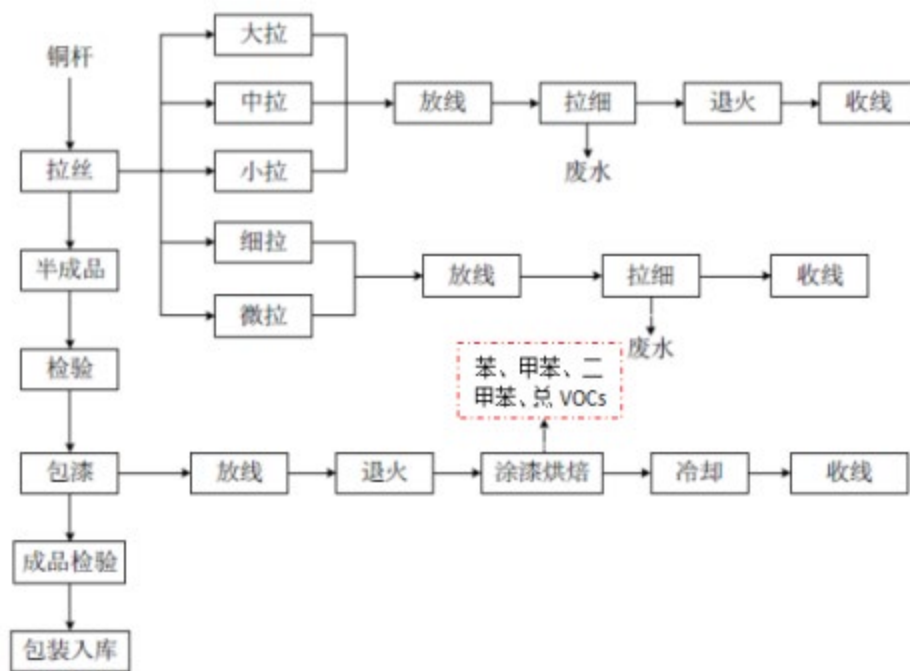 铜杆
大拉
中拉
放线
拉细
退火
收线
拉丝
小拉
废水
半成品
细拉
放线
拉细
收线
微拉
废水
检验
苯、甲苯、二
甲苯、总 VOCs
包漆
放线
退火
涂漆烘焙
冷却
收线
成品检验
包装入库